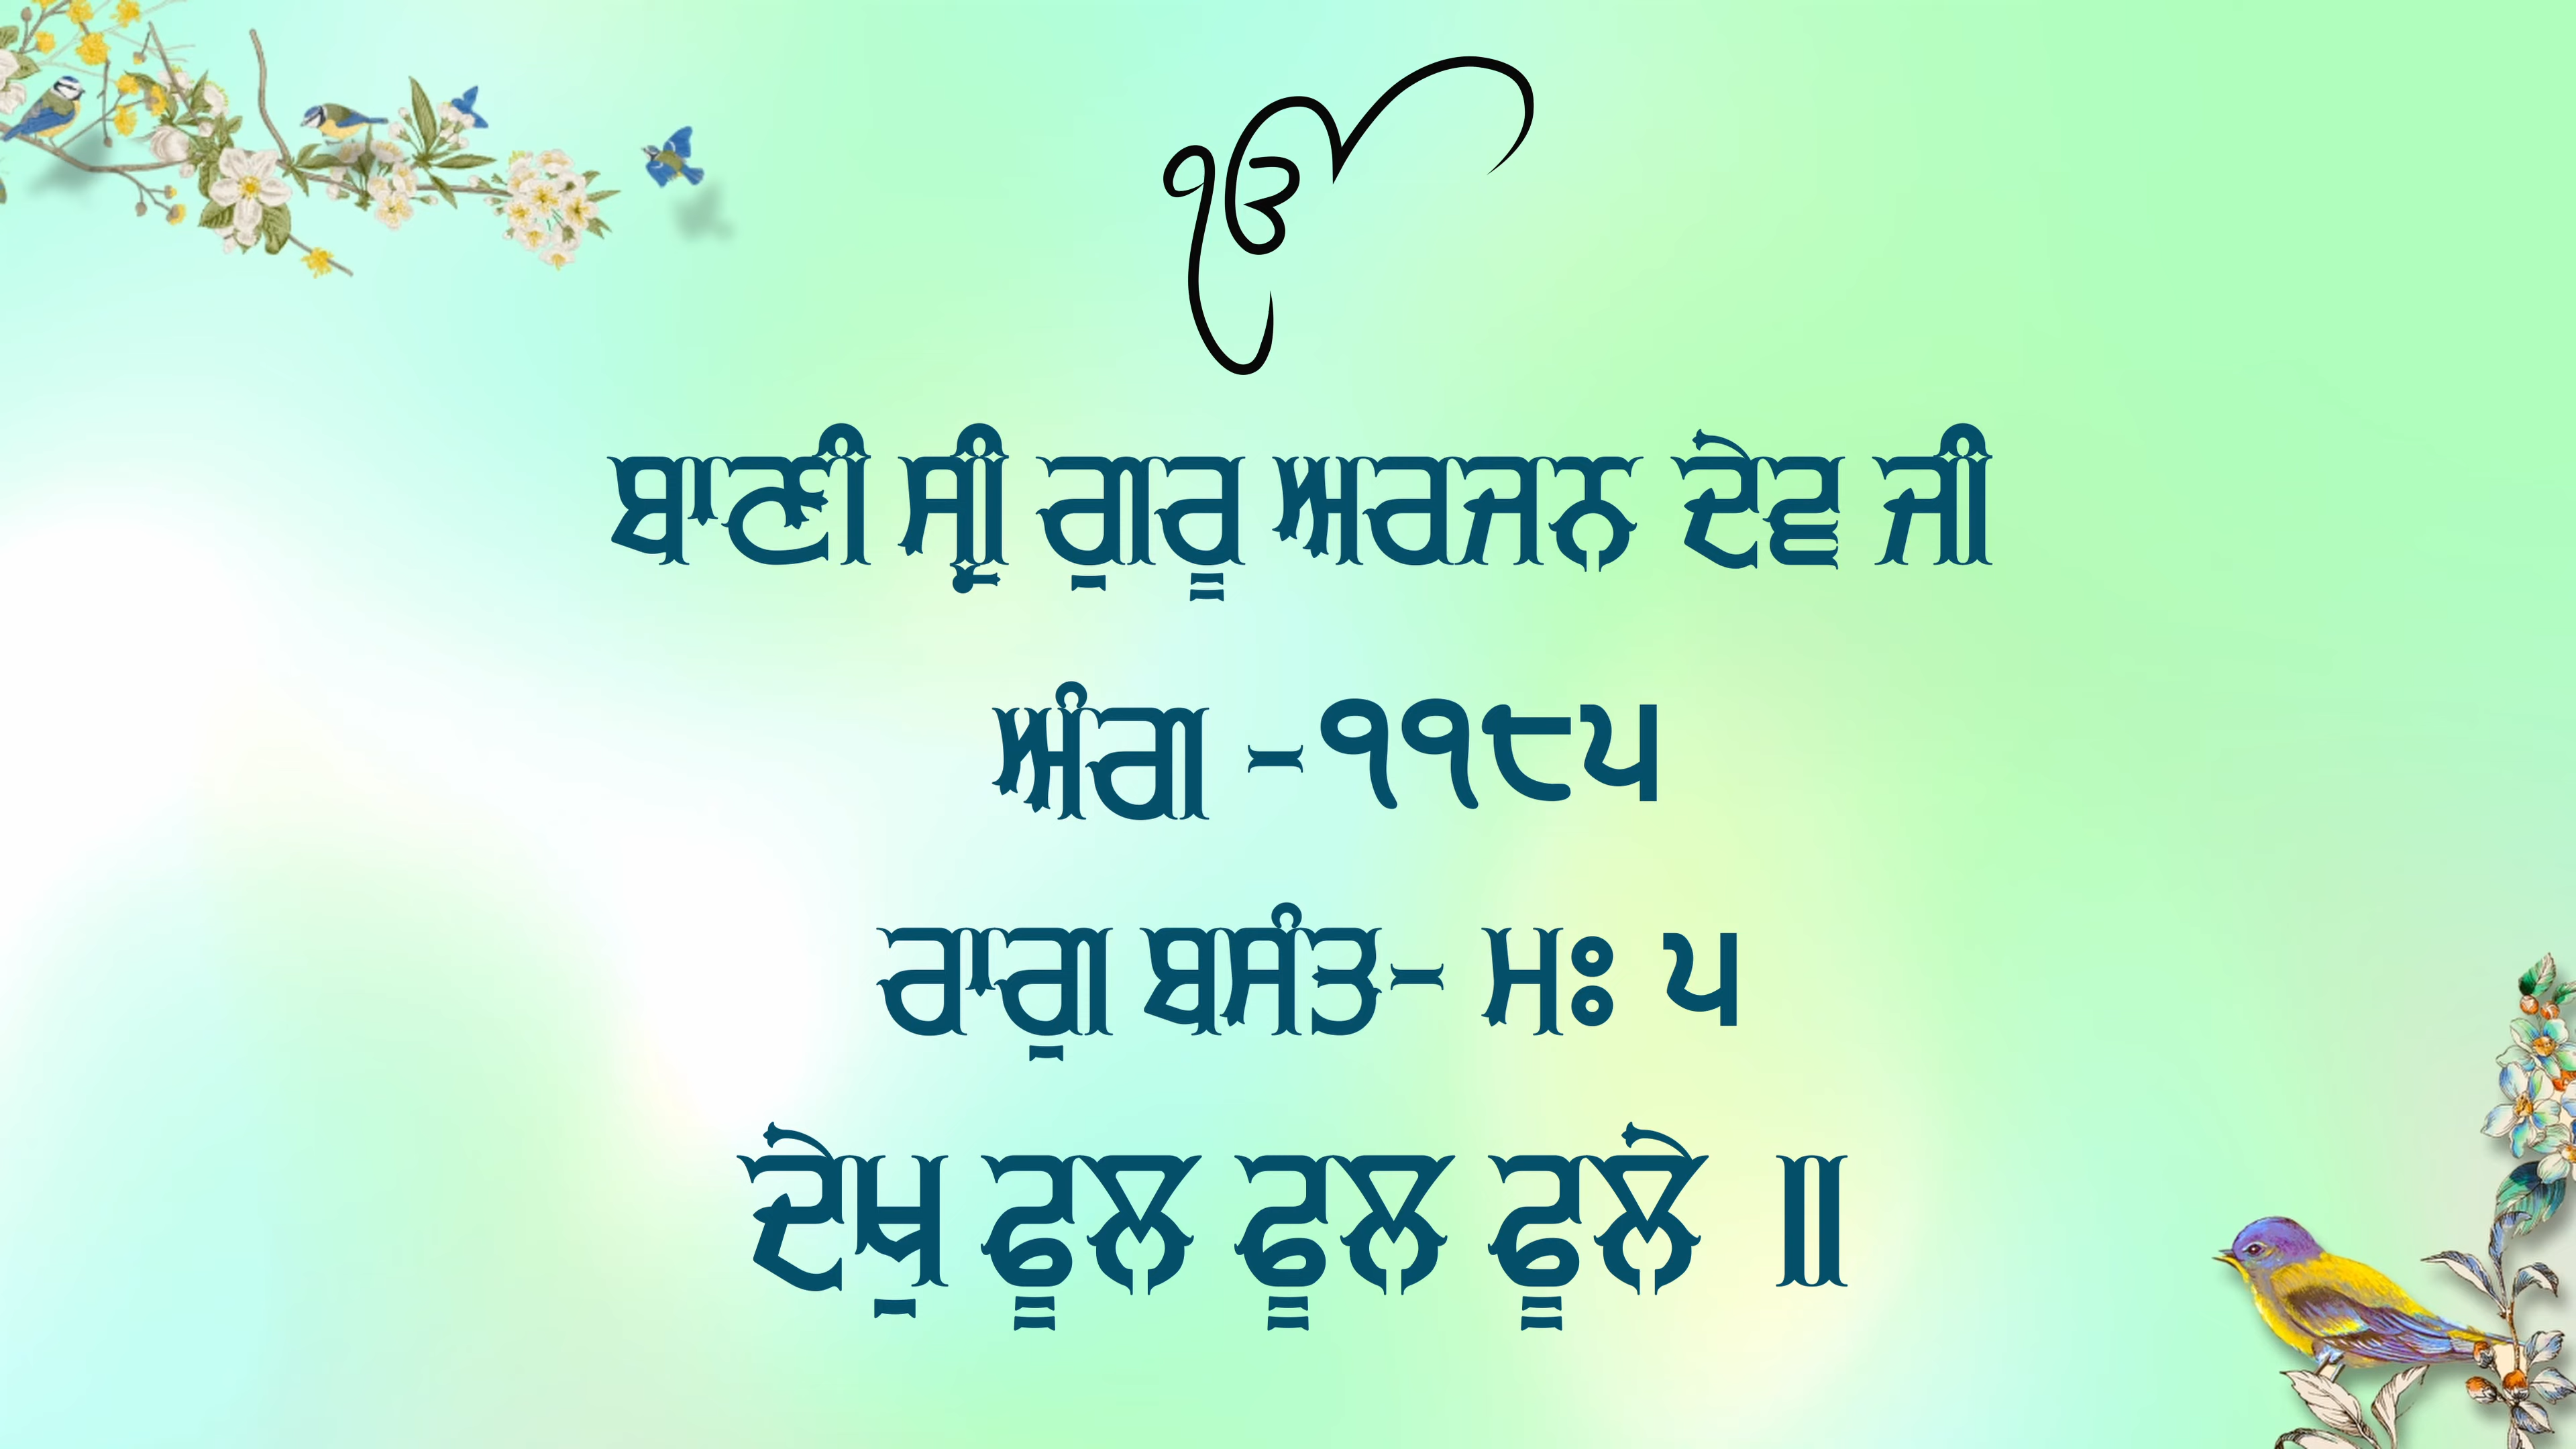 ੴ
ਬਾਣੀ ਸ੍ਰੀ ਗੁਰੂ ਅਰਜਨ ਦੇਵ ਜੀ
ਅੰਗ -੧੧੮੫
ਰਾਗੁ ਬਸੰਤ- ਮਃ ੫
ਦੇਖੁ ਫੂਲ ਫੂਲ ਫੂਲੇ ॥